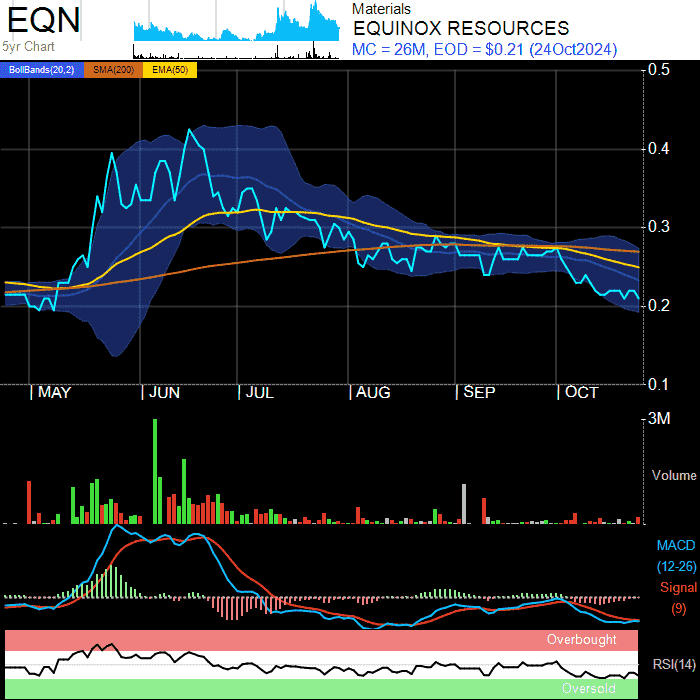 EQN
Materials
EQUINOX RESOURCES
5yr Chart
MC = 26M, EOD = $0.21 (24Oct2024)
BollBands(20,2) SMA(200) EMA(50)
0.5
0.4
0.3
0.2
0.1
MAY JUN JUL AUG SEP OCT
3M
Volume
MACD
(12-26)
Signal
(9)
Overbought
RSI(14)
Oversold